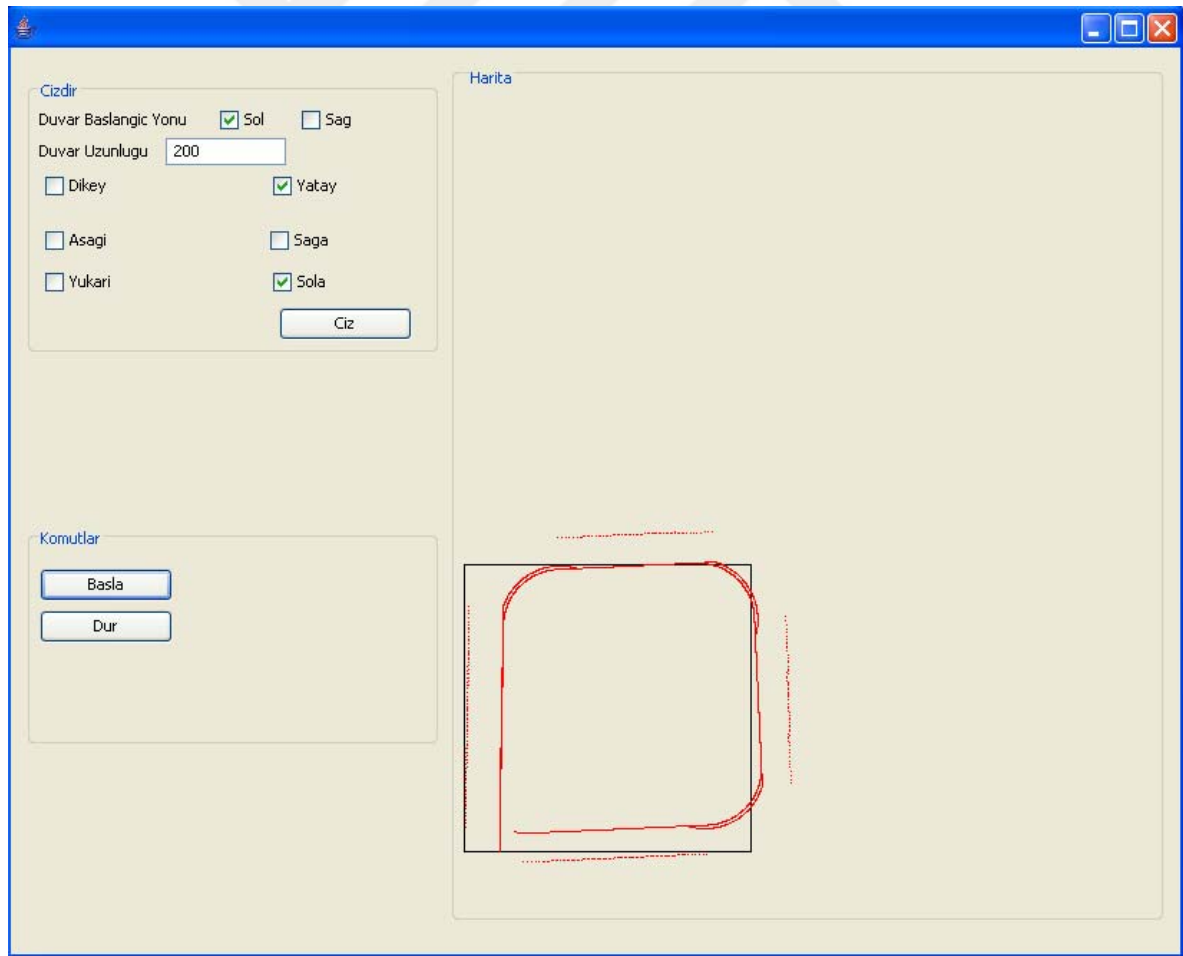 Cizdir
Duvar Baslangic Yonu Sol Sag
Duvar Uzunlugu 200
Dikey Yatay
Asagi Saga
Yukari Sola
Ciz
Komutlar
Basla
Dur
Harita